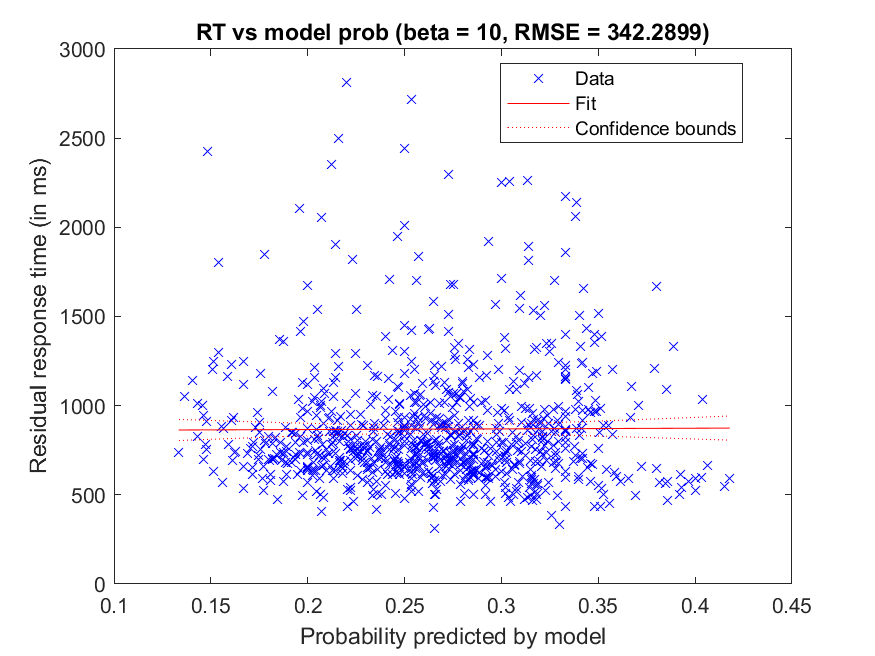 RT vs model prob (beta = 10, RMSE = 342.2899)
3000
2500
2000
1500
1000
500
0
Residual response time (in ms)
Data
Fit
Confidence bounds
0.1 0.15 0.2 0.25 0.3 0.35 0.4 0.45
Probability predicted by model